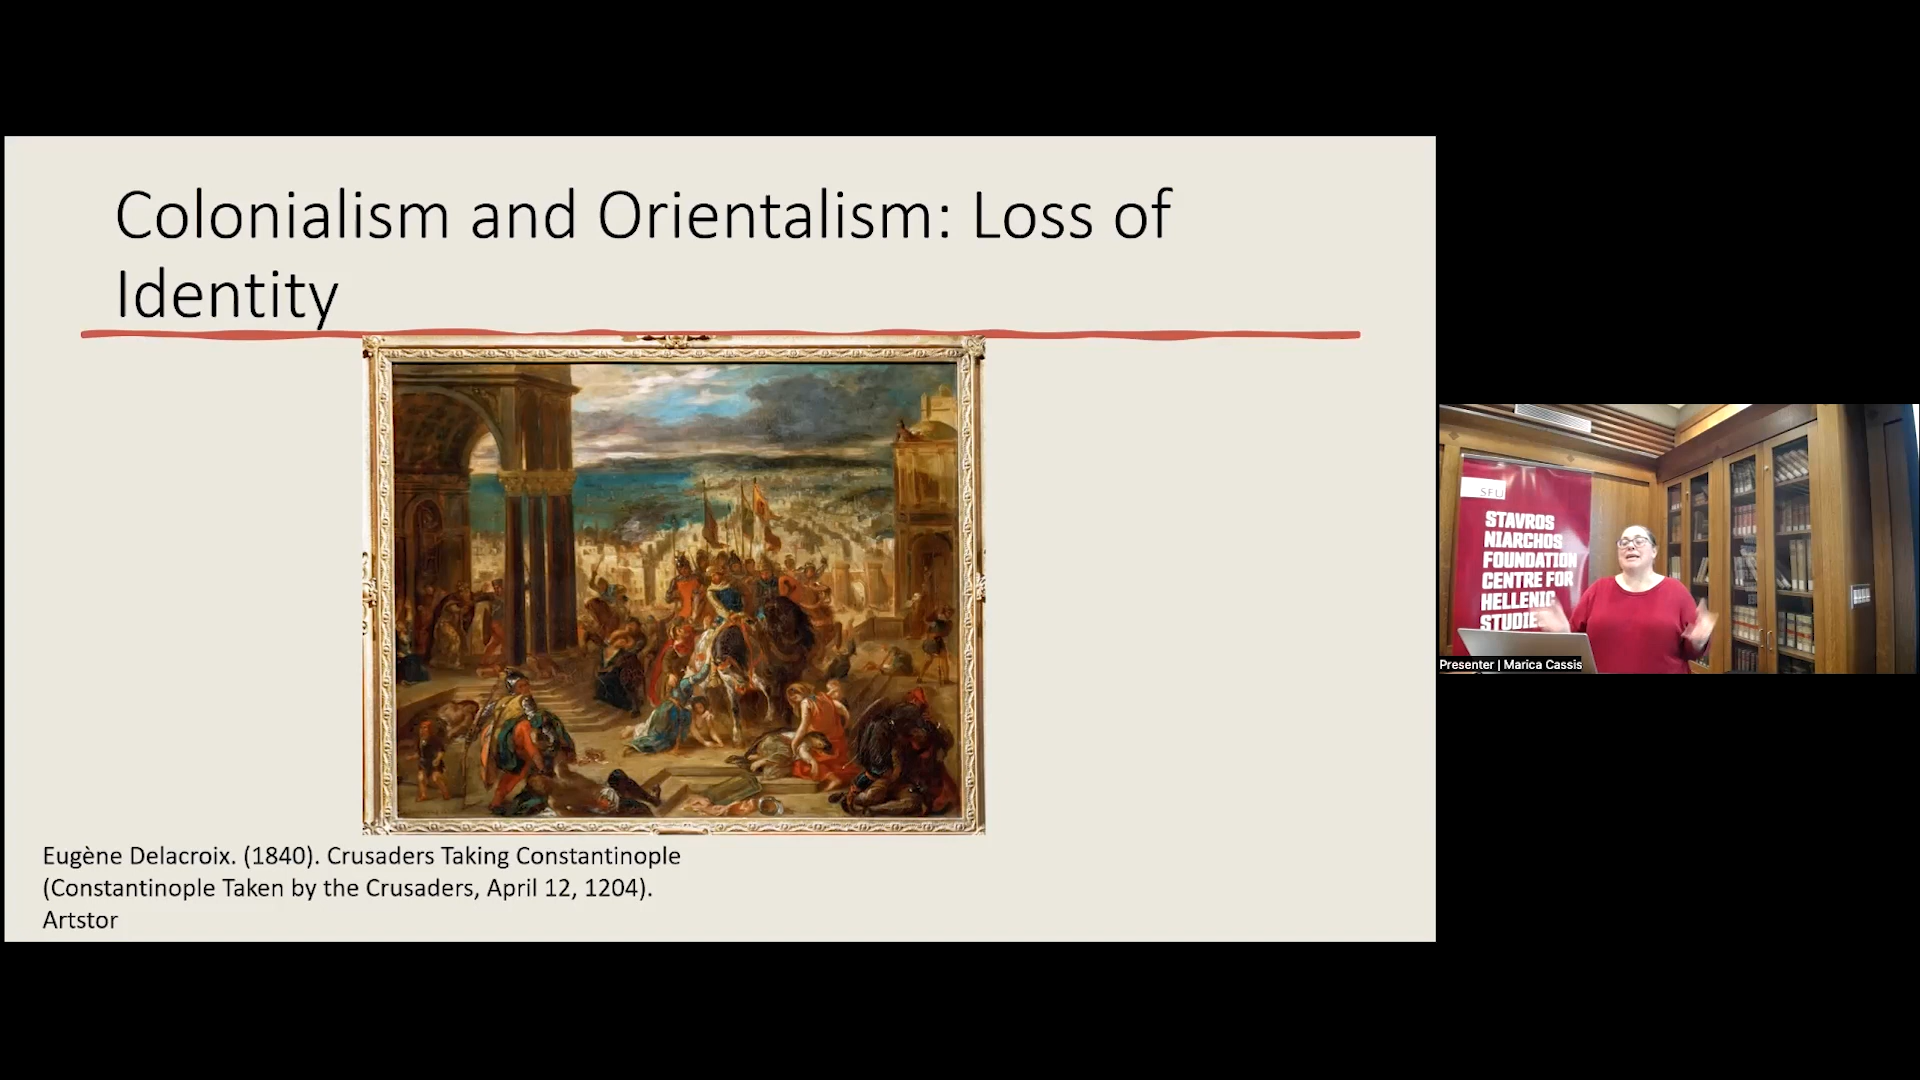 Colonialism and Orientalism: Loss of
Identity
Eugène Delacroix. (1840). Crusaders Taking Constantinople
(Constantinople Taken by the Crusaders, April 12, 1204).
Artstor
SFU
STAVROS
NIARCHOS
FOUNDATION
CENTRE FOR
HELLENIC
STUDIE
Presenter | Marica Cassis